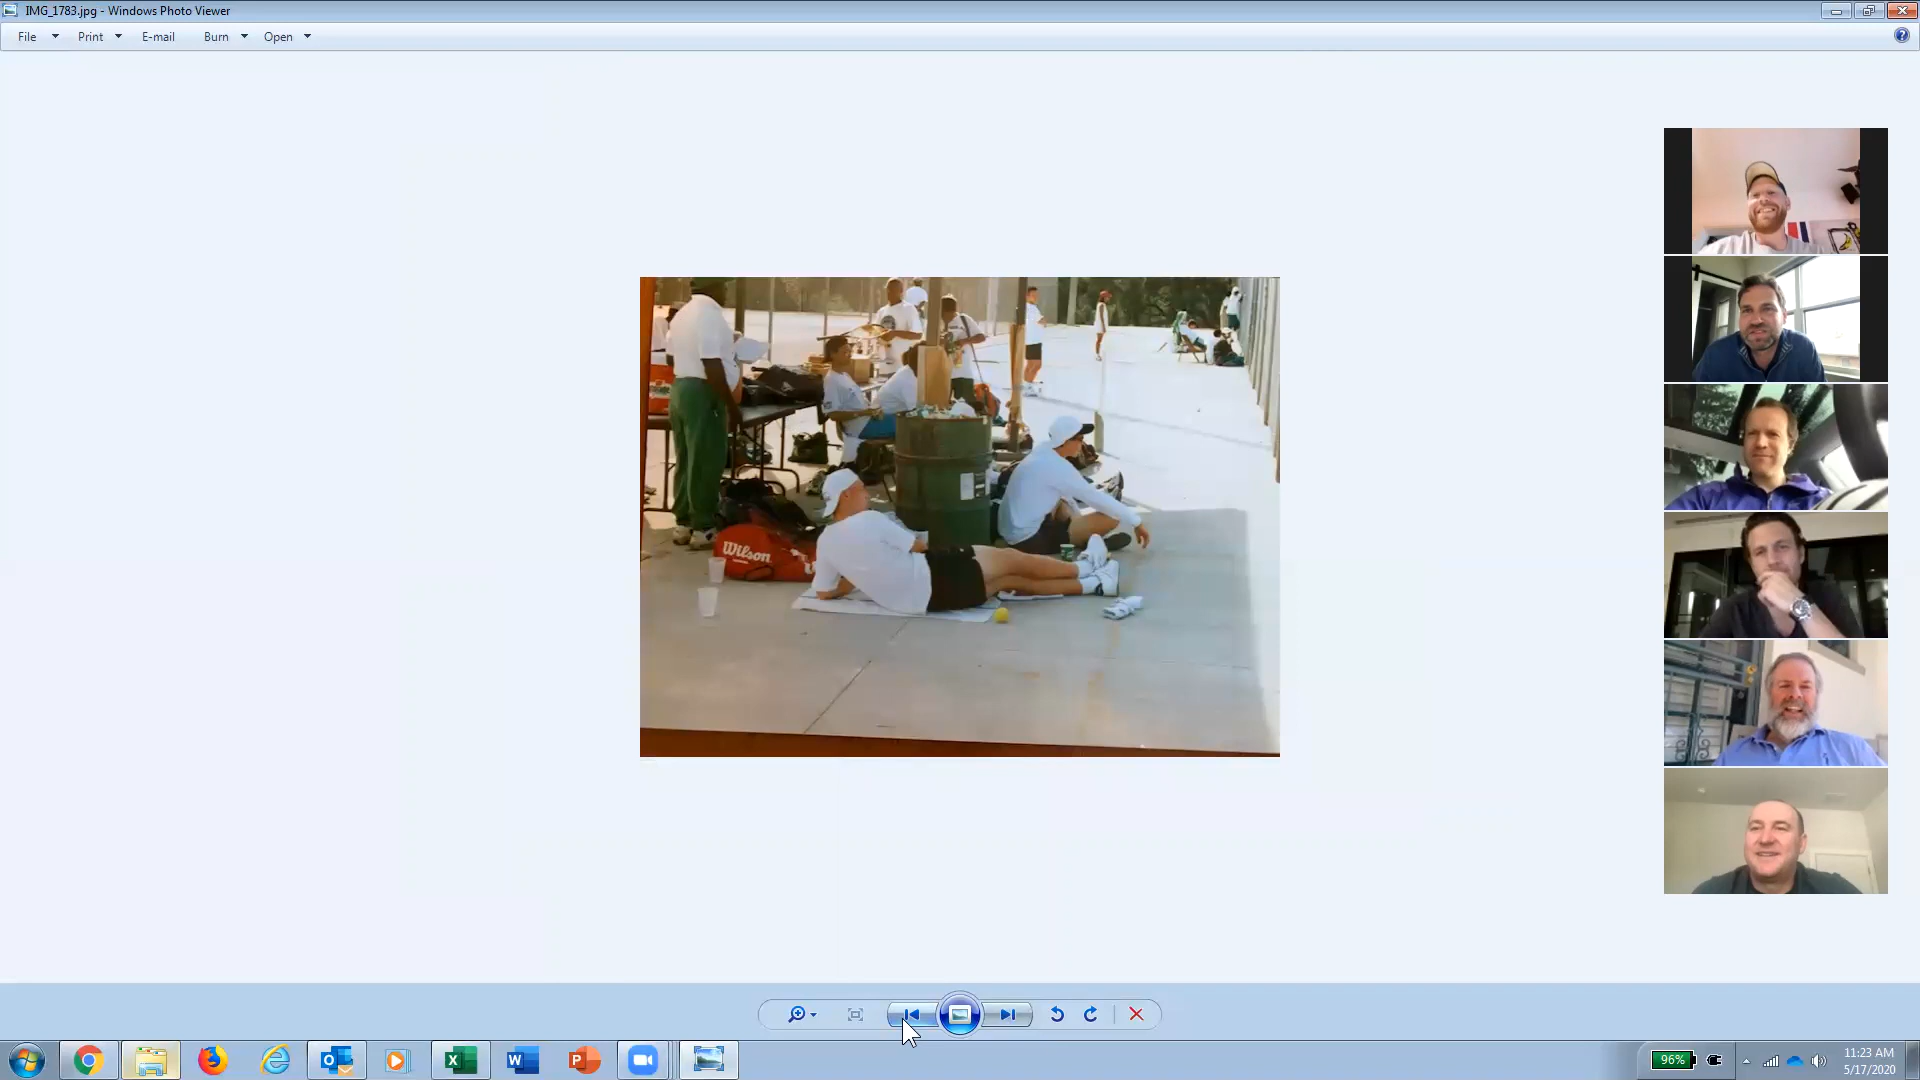 IMG_1783.jpg - Windows Photo Viewer
File Print E-mail Burn Open
Wilson
96%
11:23 AM
5/17/2020